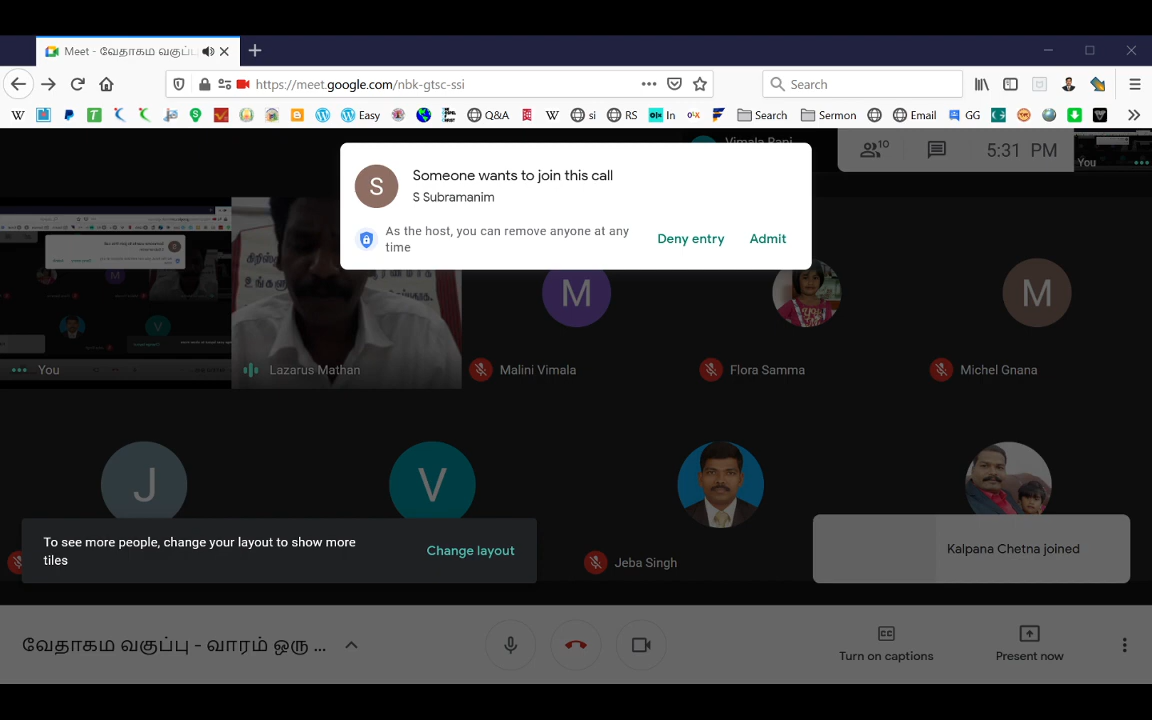 Meet - வேதாகம வகுப்ப
https://meet.google.com/nbk-gtsc-ssi
Search
Easy
Q&A
si
RS
In
Search
Sermon
Email
GG
Vimala Rani
10
5:31 PM
You
Someone wants to join this call
S
S Subramanim
As the host, you can remove anyone at any
time
Deny entry
Admit
M
M
You
Lazarus Mathan
Malini Vimala
Flora Samma
Michel Gnana
J
V
To see more people, change your layout to show more
tiles
Change layout
Jeba Singh
Kalpana Chetna joined
வேதாகம வகுப்பு - வாரம் ஒரு ...
Turn on captions
Present now